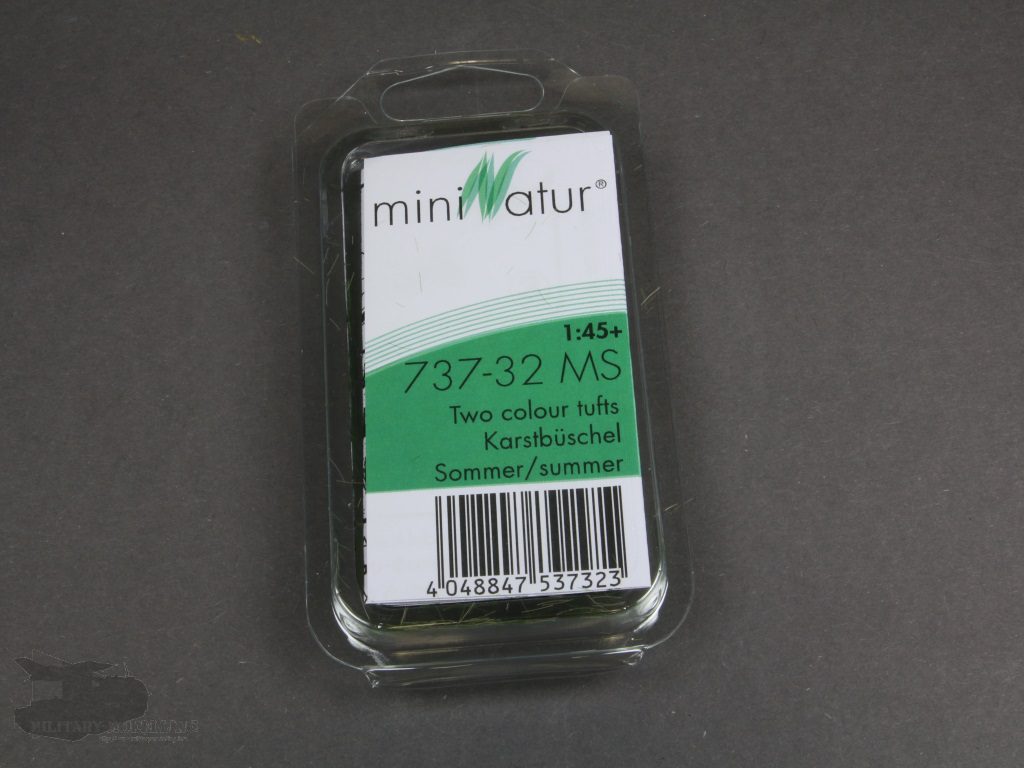 miniNatur®
1:45+
737-32 MS
Two colour tufts
Karstbüschel
Sommer/summer
4 048847 537323